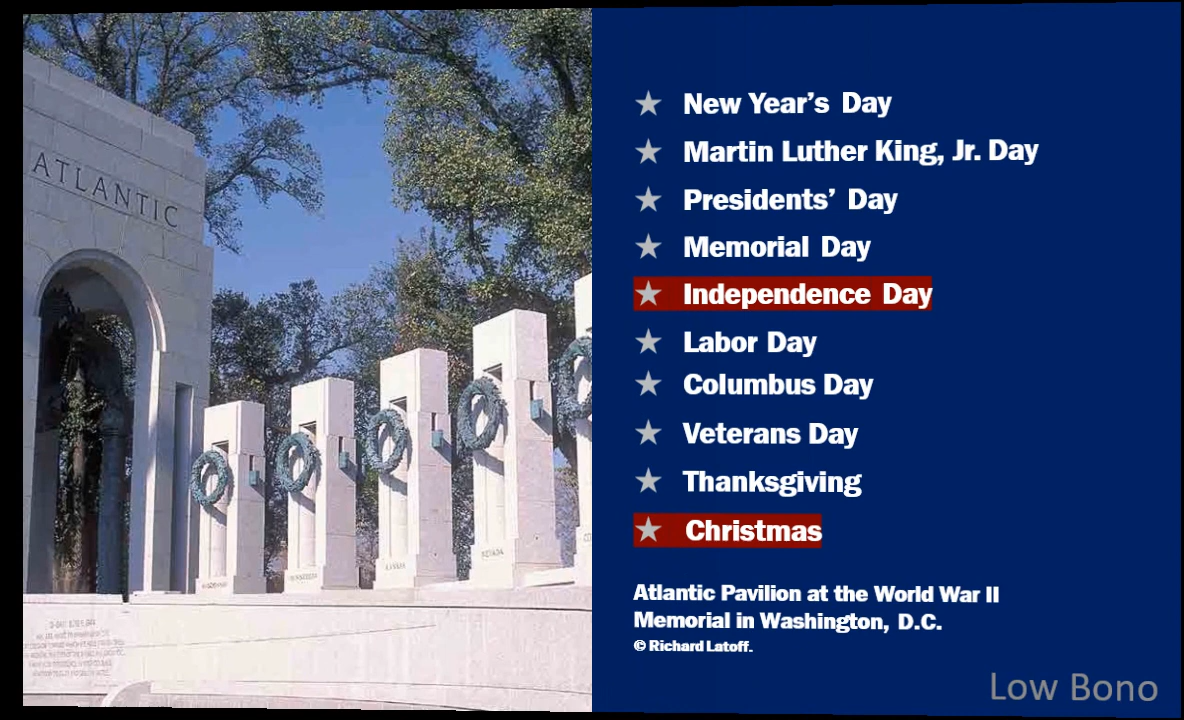 ATLANTIC
NEVADA
New Year's Day
Martin Luther King, Jr. Day
Presidents' Day
Memorial Day
Independence Day
Labor Day
Columbus Day
Veterans Day
Thanksgiving
Christmas
Atlantic Pavilion at the World War II
Memorial in Washington, D.C.
© Richard Latoff.
Low Bono